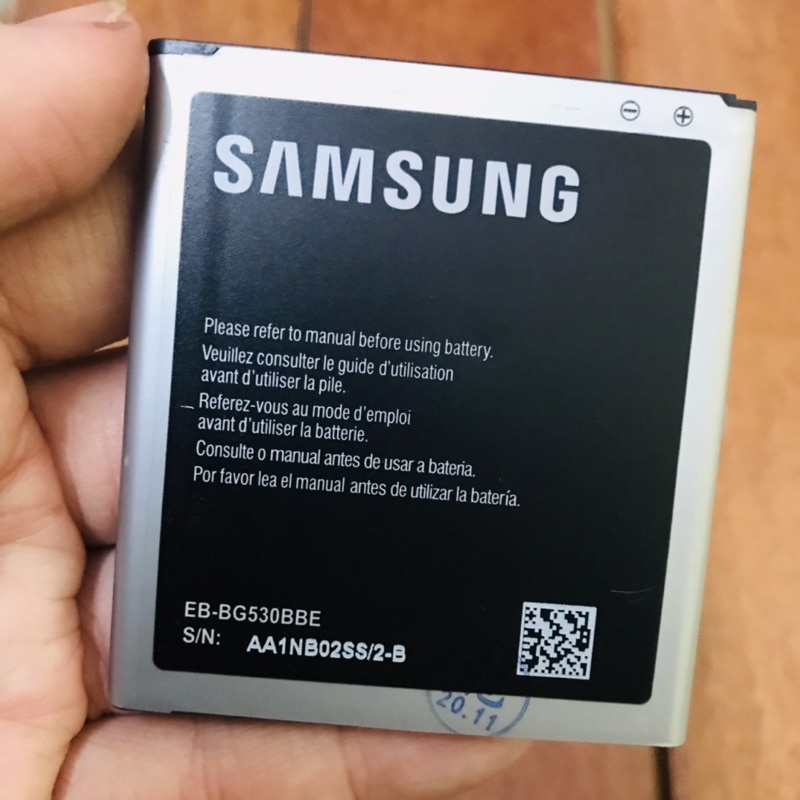 ⊖ ⊕
SAMSUNG
Please refer to manual before using battery.
Veuillez consulter le guide d'utilisation
avant d'utiliser la pile.
Referez-vous au mode d'emploi
avant d'utiliser la batterie.
Consulte o manual antes de usar a bateria.
Por favor lea el manual antes de utilizar la batería.
EB-BG530BBE
S/N: AA1NB02SS/2-B
20.11